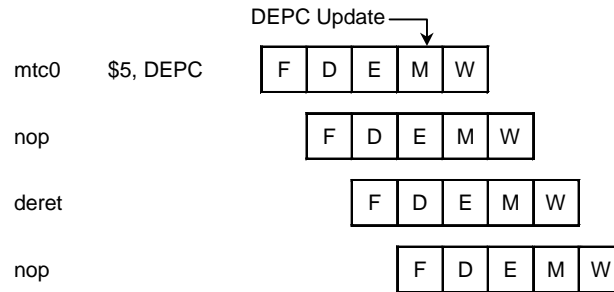 DEPC Update
mtc0 $5, DEPC F D E M W
nop F D E M W
deret F D E M W
nop F D E M W